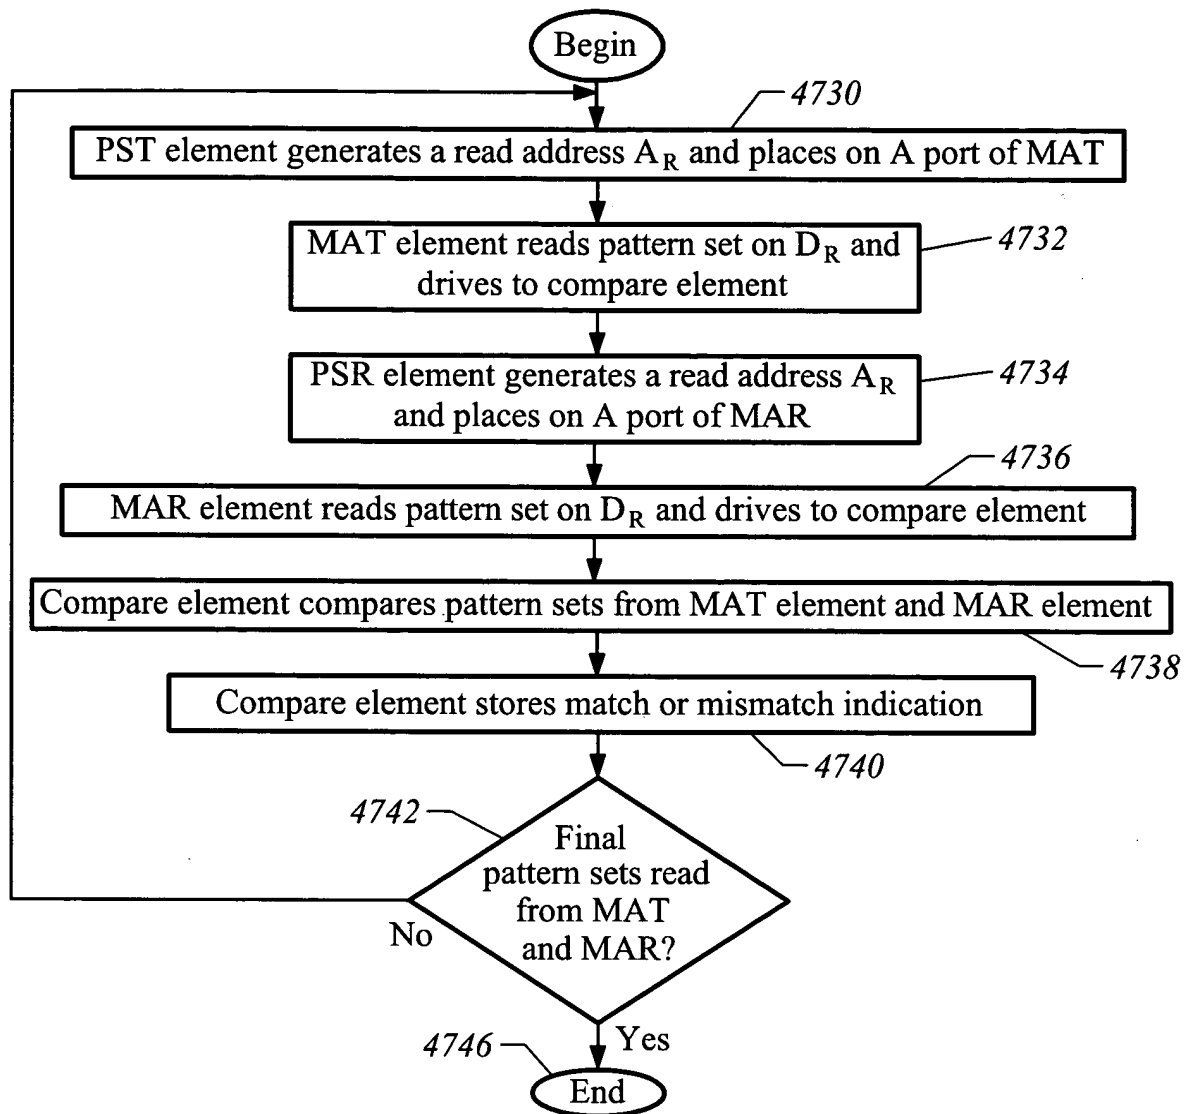 Begin
4730
PST element generates a read address A_R and places on A port of MAT
MAT element reads pattern set on D_R and
drives to compare element
4732
PSR element generates a read address A_R
and places on A port of MAR
4734
4736
MAR element reads pattern set on D_R and drives to compare element
Compare element compares pattern sets from MAT element and MAR element
4738
Compare element stores match or mismatch indication
4740
4742
Final
pattern sets read
from MAT
and MAR?
No
Yes
4746
End